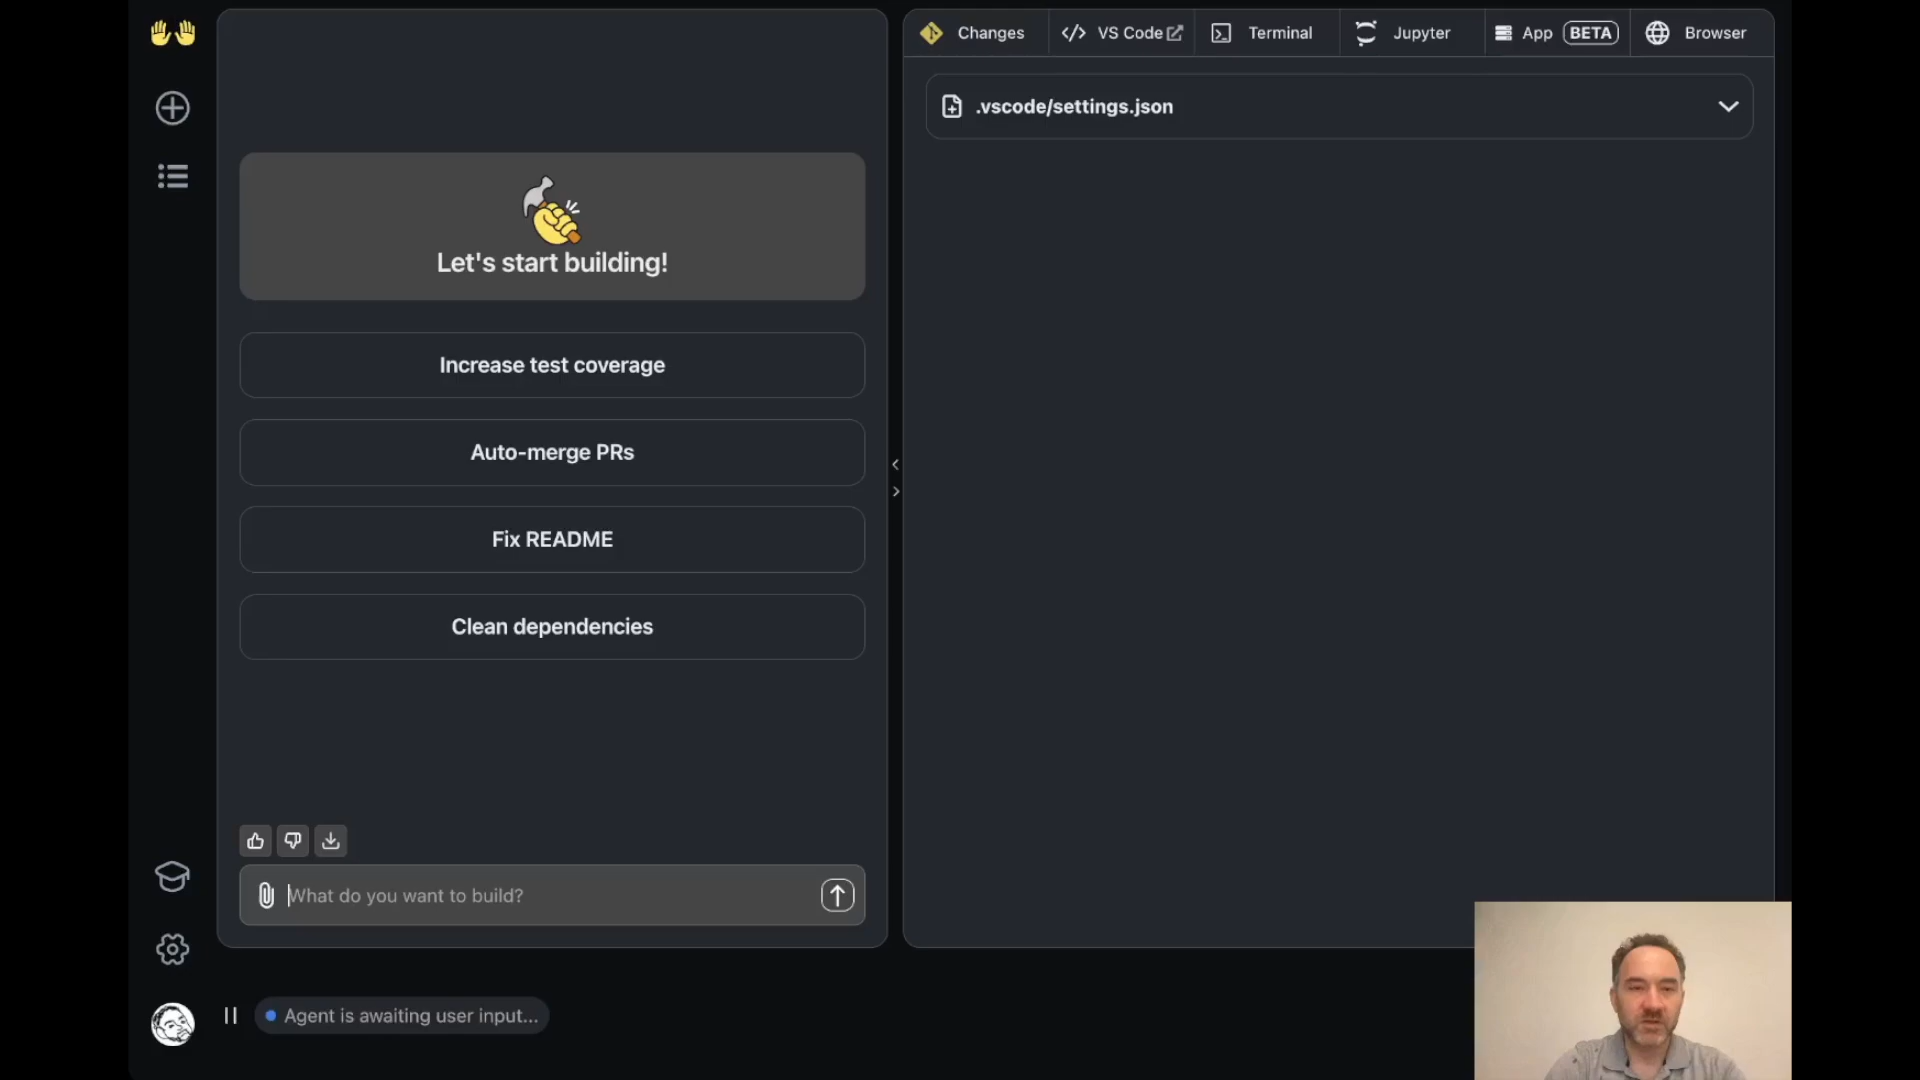 Changes
VS Code
Terminal
Jupyter
App BETA
Browser
.vscode/settings.json
Let's start building!
Increase test coverage
Auto-merge PRs
Fix README
Clean dependencies
What do you want to build?
Agent is awaiting user input...